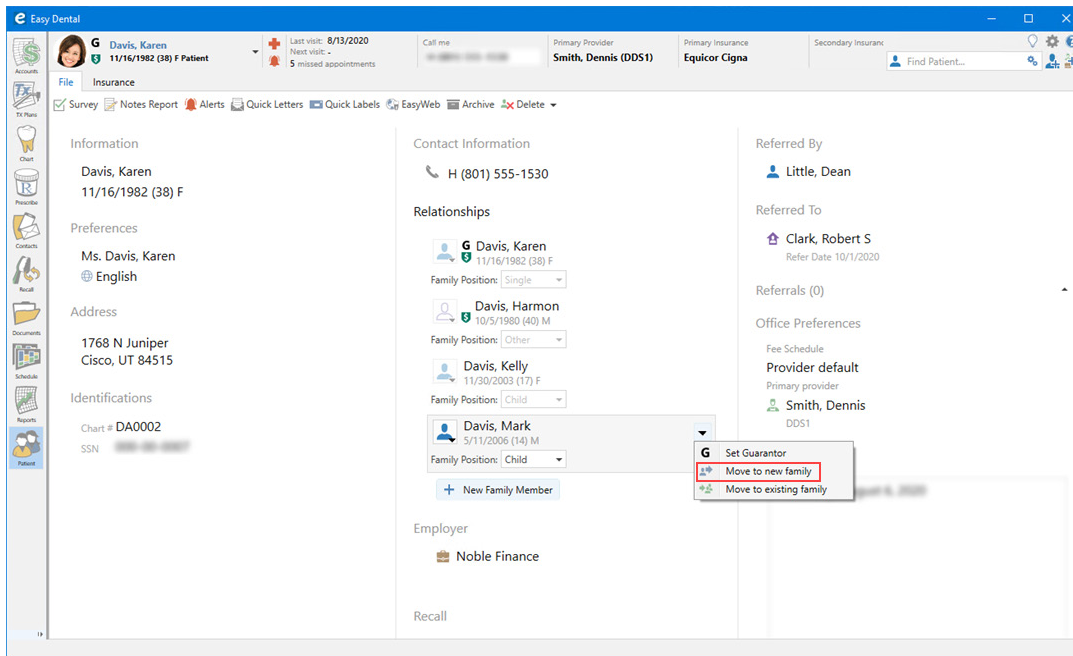 Easy Dental
G Davis, Karen
11/16/1982 (38) F Patient
Last visit: 8/13/2020
Next visit: -
5 missed appointments
Call me
Primary Provider
Smith, Dennis (DDS1)
Primary Insurance
Equicor Cigna
Secondary Insuranc
Find Patient...
File Insurance
Survey Notes Report Alerts Quick Letters Quick Labels EasyWeb Archive Delete
Accounts
TX Plans
Chart
Prescribe
Contacts
Recall
Documents
Schedule
Reports
Patient
Information
Davis, Karen
11/16/1982 (38) F
Preferences
Ms. Davis, Karen
English
Address
1768 N Juniper
Cisco, UT 84515
Identifications
Chart # DA0002
SSN
Contact Information
H (801) 555-1530
Relationships
G Davis, Karen
11/16/1982 (38) F
Family Position: Single
Davis, Harmon
10/5/1980 (40) M
Family Position: Other
Davis, Kelly
11/30/2003 (17) F
Family Position: Child
Davis, Mark
5/11/2006 (14) M
Family Position: Child
G Set Guarantor
Move to new family
Move to existing family
New Family Member
Employer
Noble Finance
Recall
Referred By
Little, Dean
Referred To
Clark, Robert S
Refer Date 10/1/2020
Referrals (0)
Office Preferences
Fee Schedule
Provider default
Primary provider
Smith, Dennis
DDS1